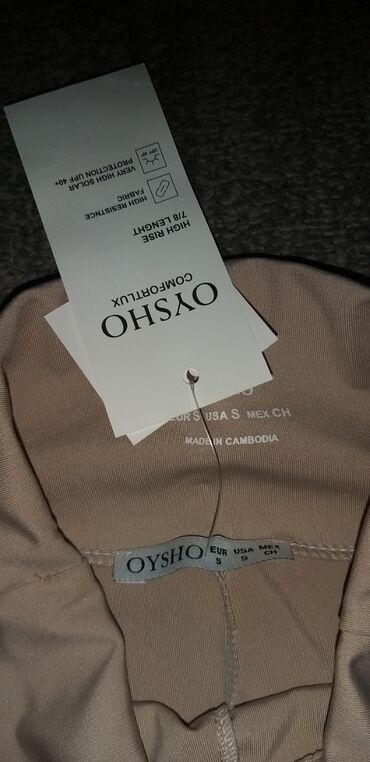 OYSHO
COMFORTLUX
HIGH RISE
7/8 LENGHT
HIGH RESISTNCE
FABRIC
VERY HIGH SOLAR
PROTECTION UPF 40+
EUR S USA S MEX CH
MADE IN CAMBODIA
OYSHO
EUR USA MEX
S S CH